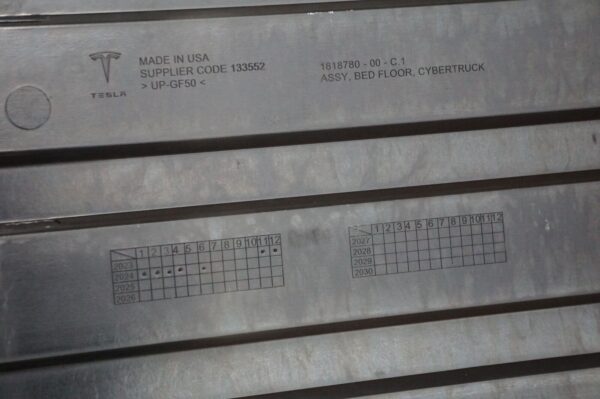 TESLA
MADE IN USA
SUPPLIER CODE 133552
> UP-GF50 <
1818780 - 00 - C.1
ASSY, BED FLOOR, CYBERTRUCK
1 2 3 4 5 6 7 8 9 10 11 12
2023
2024
2025
2026
1 2 3 4 5 6 7 8 9 10 11 12
2027
2028
2029
2030